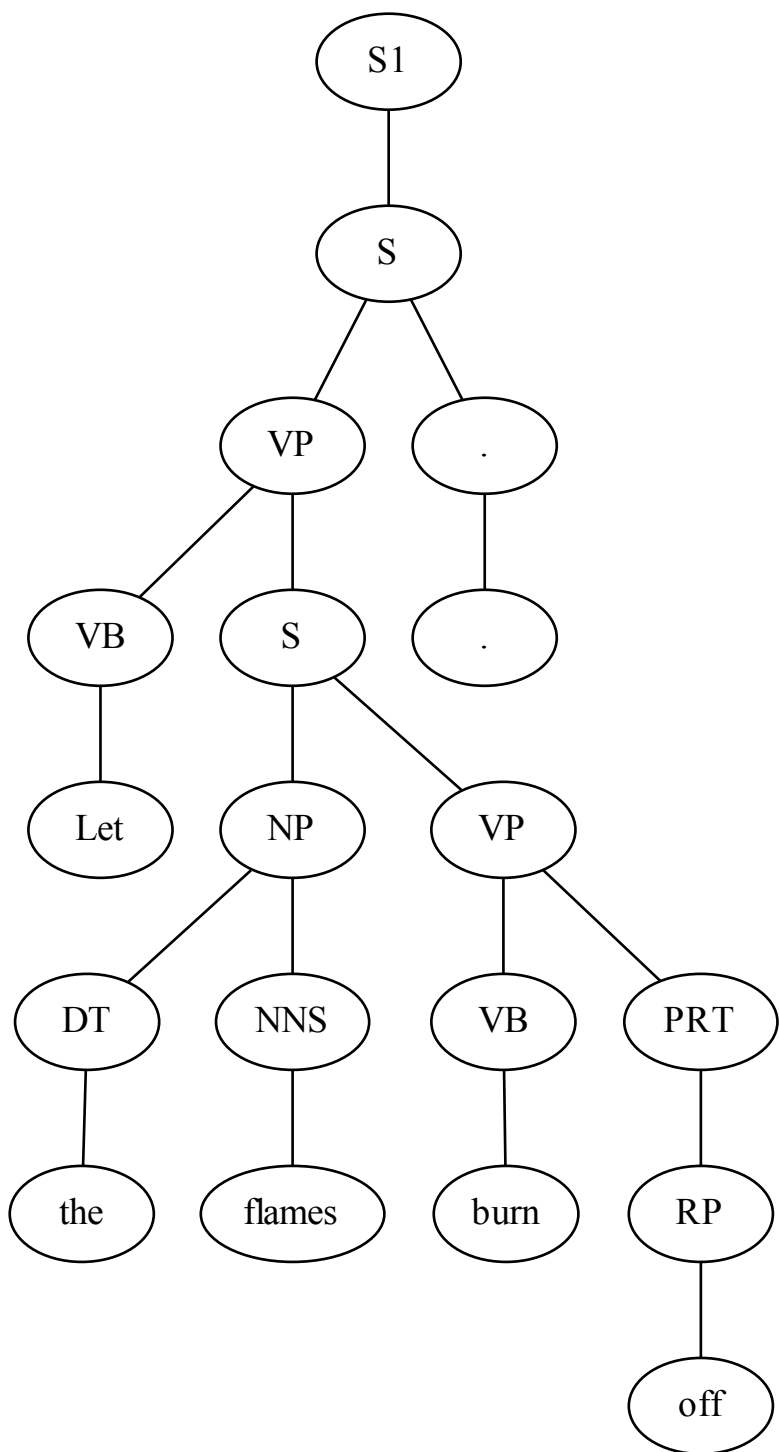 S1
S
VP .
VB S .
Let NP VP
DT NNS VB PRT
the flames burn RP
off